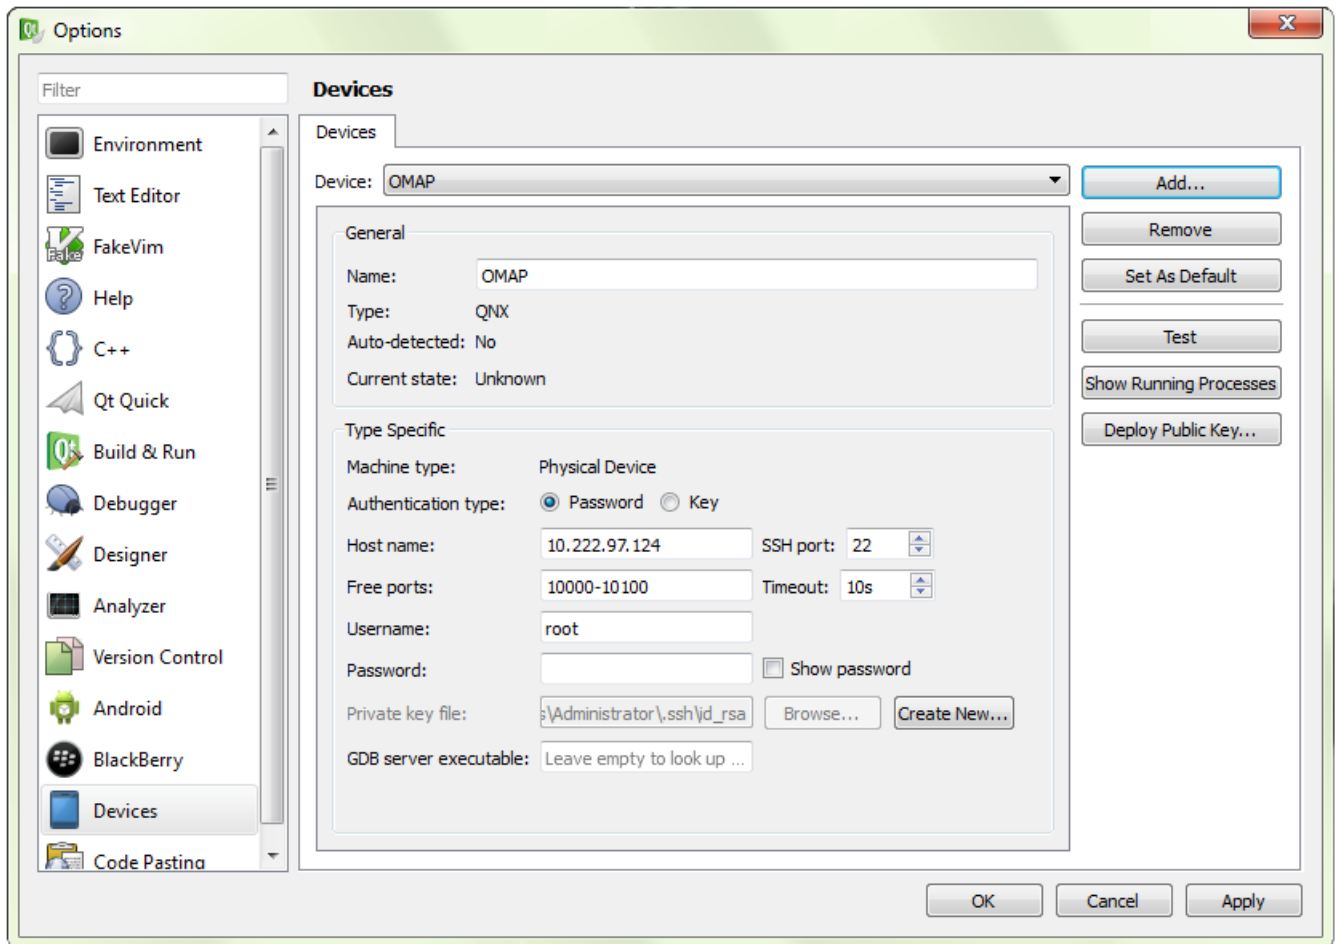 Options
Filter
Environment
Text Editor
FakeVim
Help
C++
Qt Quick
Build & Run
Debugger
Designer
Analyzer
Version Control
Android
BlackBerry
Devices
Code Pasting
Devices
Devices
Device: OMAP
General
Name: OMAP
Type: QNX
Auto-detected: No
Current state: Unknown
Type Specific
Machine type: Physical Device
Authentication type: Password Key
Host name: 10.222.97.124 SSH port: 22
Free ports: 10000-10100 Timeout: 10s
Username: root
Password: Show password
Private key file: s\Administrator\.ssh\id_rsa Browse... Create New...
GDB server executable: Leave empty to look up ...
Add...
Remove
Set As Default
Test
Show Running Processes
Deploy Public Key...
OK Cancel Apply